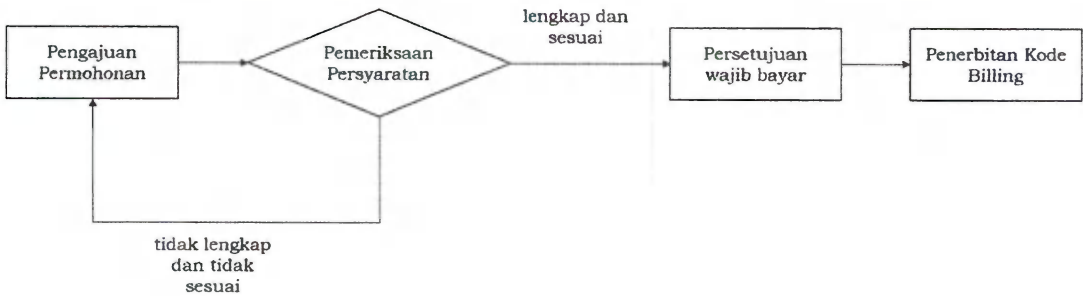 Pengajuan
Permohonan
Pemeriksaan
Persyaratan
lengkap dan
sesuai
Persetujuan
wajib bayar
Penerbitan Kode
Billing
tidak lengkap
dan tidak
sesuai